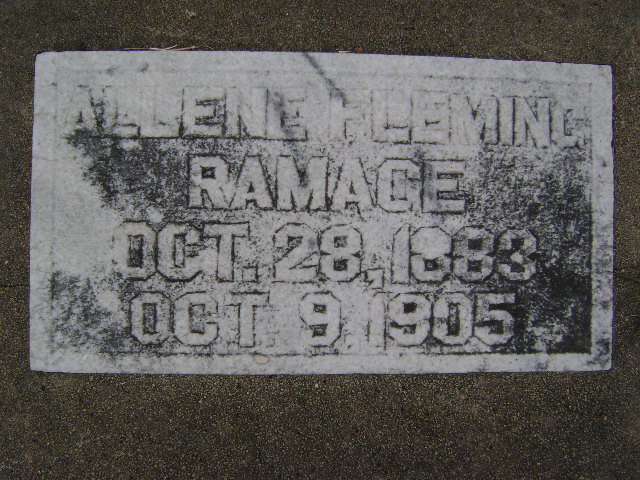 ALLENE FLEMING
RAMAGE
OCT. 28, 1883
OCT. 9, 1905